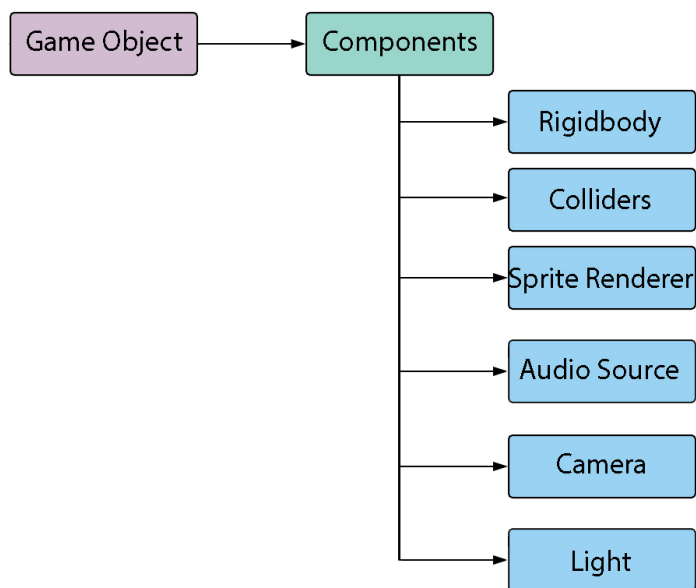 Game Object
Components
Rigidbody
Colliders
Sprite Renderer
Audio Source
Camera
Light